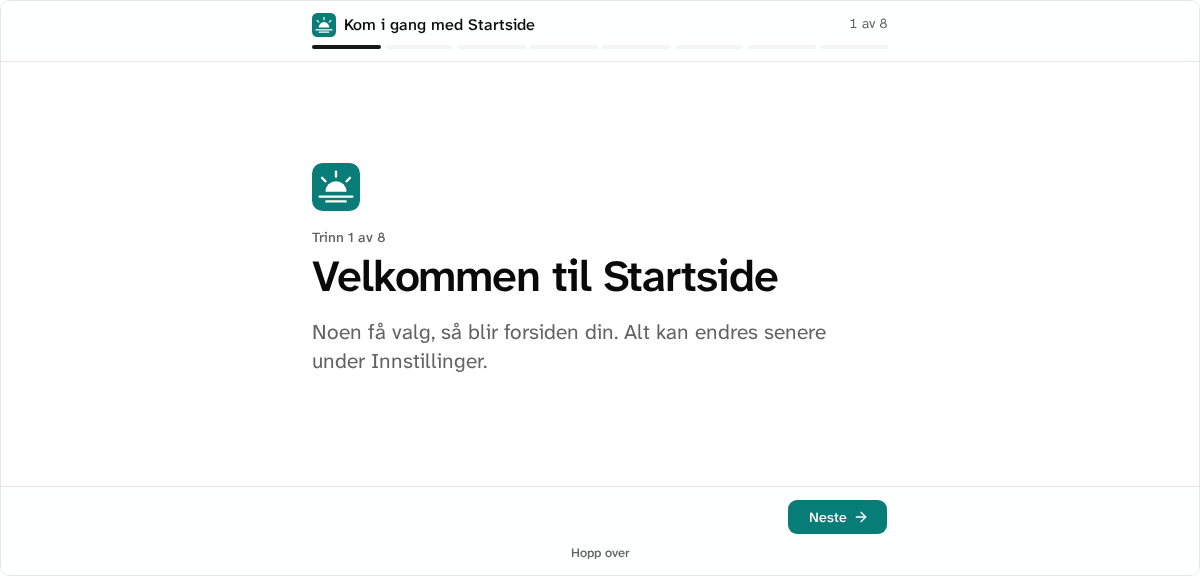 Kom i gang med Startside
1 av 8
Trinn 1 av 8
Velkommen til Startside
Noen få valg, så blir forsiden din. Alt kan endres senere
under Innstillinger.
Neste →
Hopp over